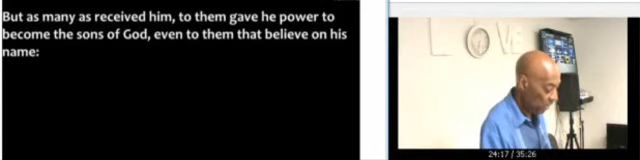 But as many as received him, to them gave he power to
become the sons of God, even to them that believe on his
name:
LOVE
24:17 / 35:26